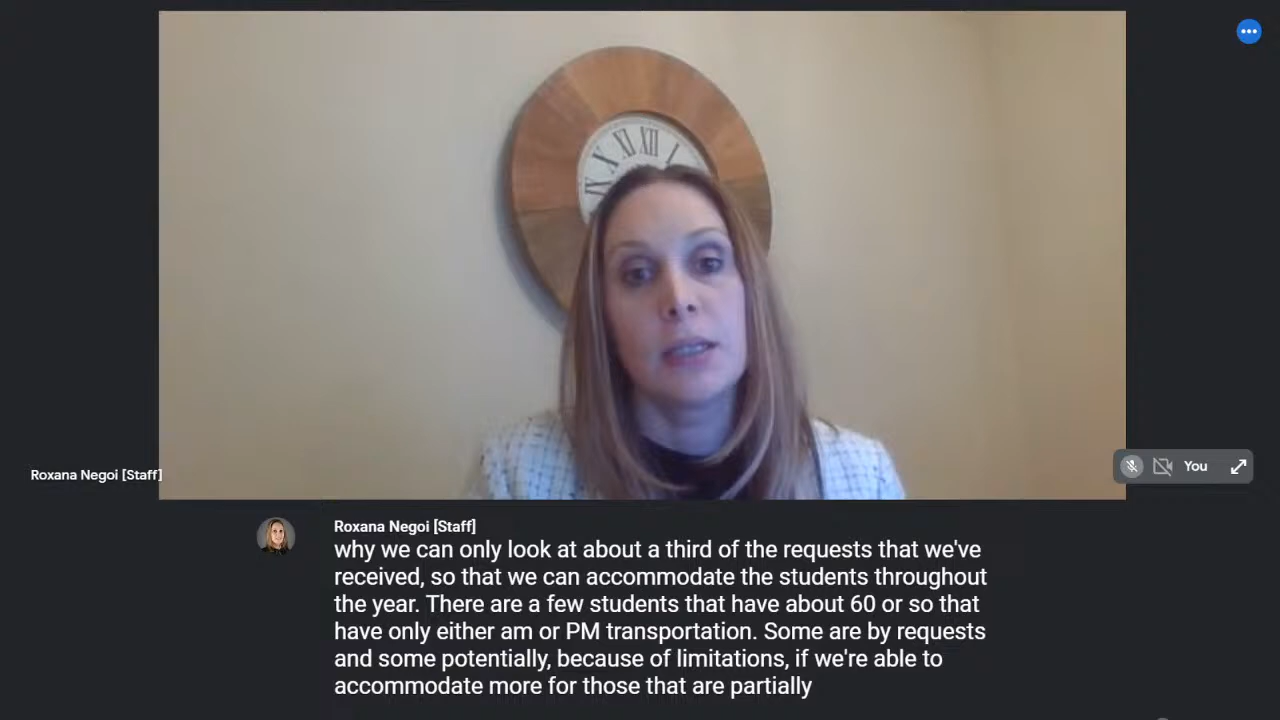 IX X XI XII I
Roxana Negoi [Staff]
You
Roxana Negoi [Staff]
why we can only look at about a third of the requests that we've
received, so that we can accommodate the students throughout
the year. There are a few students that have about 60 or so that
have only either am or PM transportation. Some are by requests
and some potentially, because of limitations, if we're able to
accommodate more for those that are partially